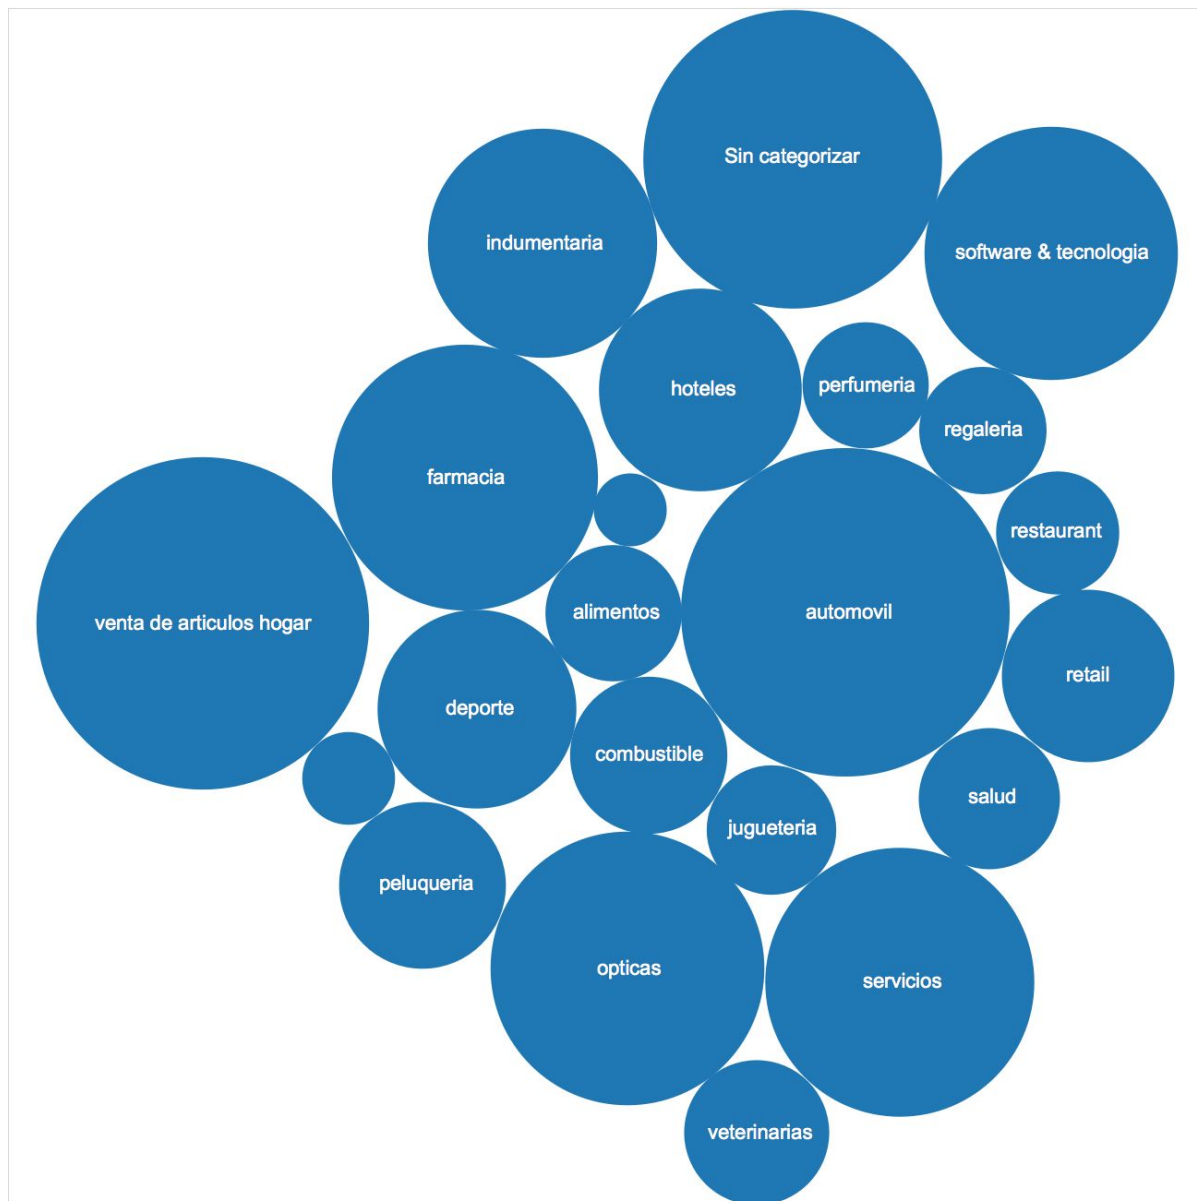 Sin categorizar
indumentaria
software & tecnologia
hoteles
perfumeria
regaleria
farmacia
restaurant
alimentos
automovil
venta de articulos hogar
retail
deporte
combustible
salud
jugueteria
peluqueria
opticas
servicios
veterinarias